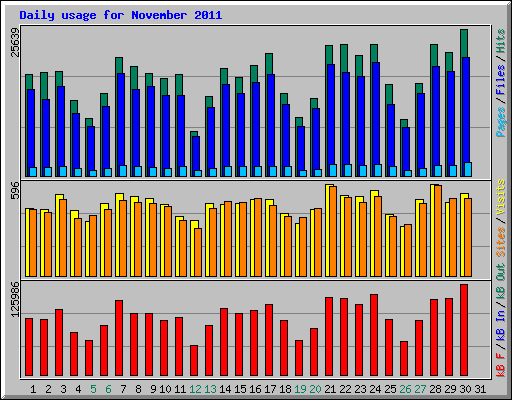 Daily usage for November 2011
25639
Pages / Files / Hits
596
Sites / Visits
125986
kB F / kB In / kB Out
1 2 3 4 5 6 7 8 9 10 11 12 13 14 15 16 17 18 19 20 21 22 23 24 25 26 27 28 29 30 31